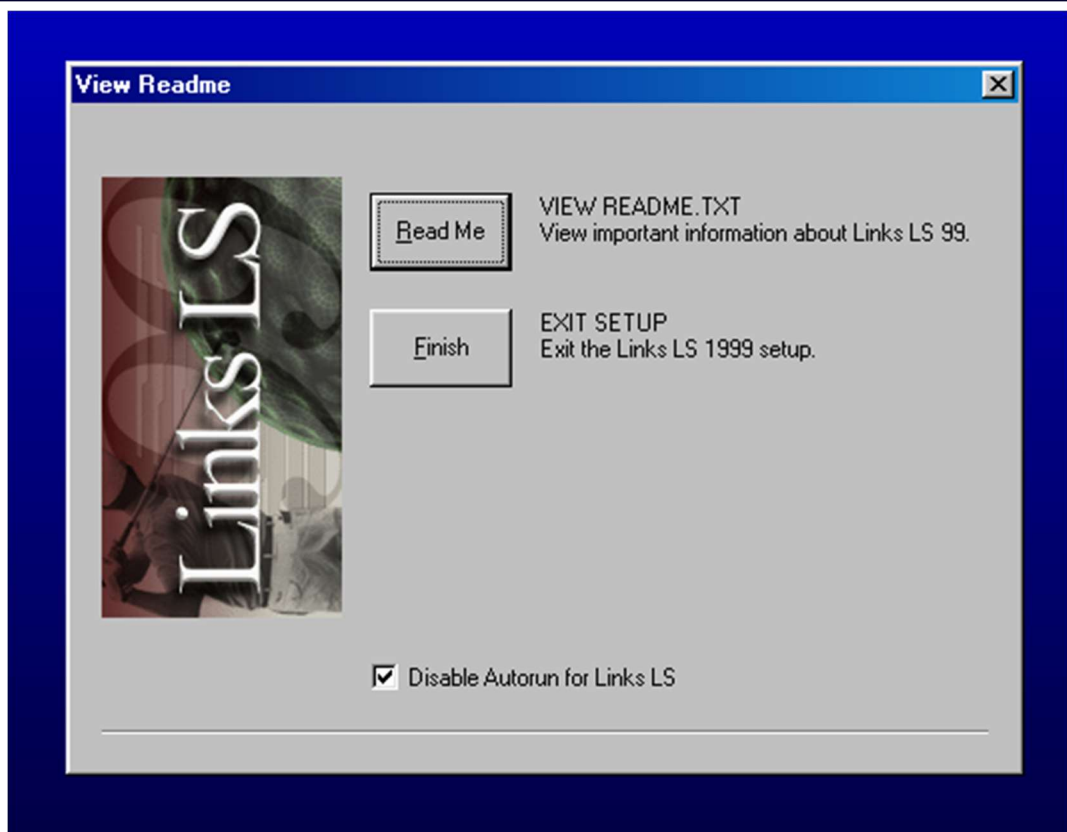 View Readme
Links LS
Read Me
VIEW README.TXT
View important information about Links LS 99.
Finish
EXIT SETUP
Exit the Links LS 1999 setup.
Disable Autorun for Links LS